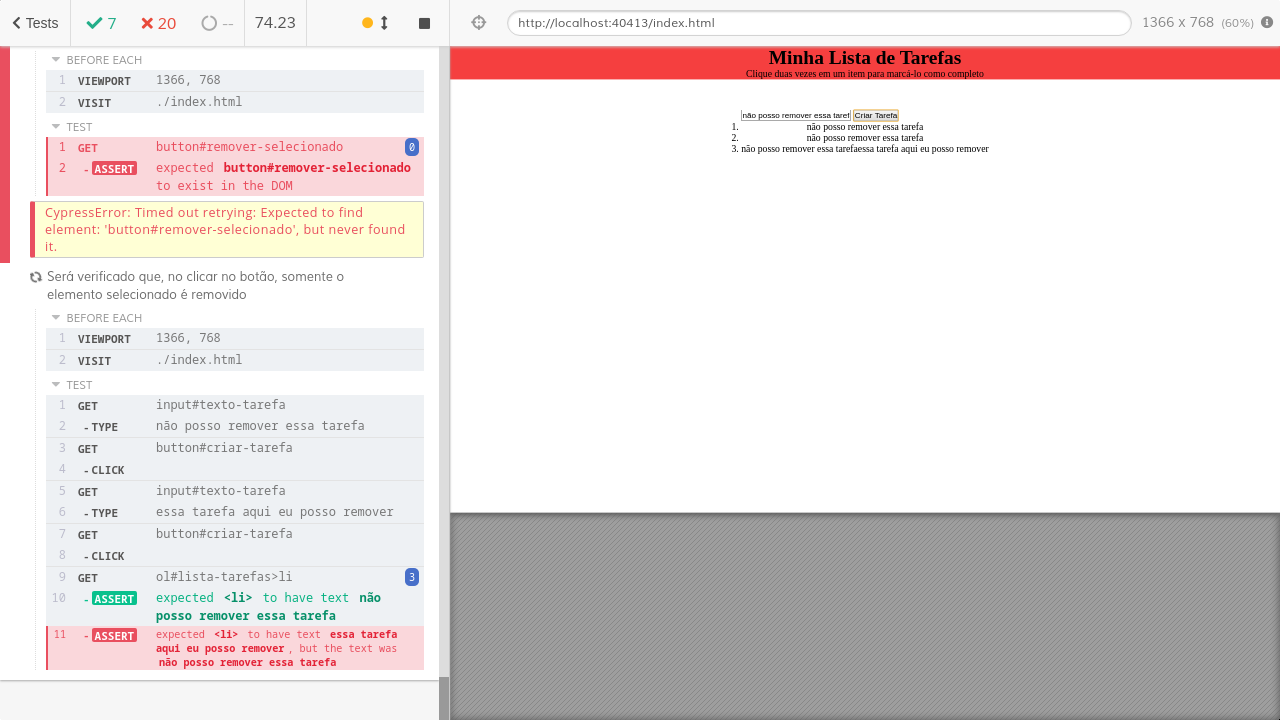 Tests
7
20
--
74.23
http://localhost:40413/index.html
1366 x 768 (60%)
BEFORE EACH
1 VIEWPORT 1366, 768
2 VISIT ./index.html
TEST
1 GET button#remover-selecionado 0
2 - ASSERT expected button#remover-selecionado
to exist in the DOM
CypressError: Timed out retrying: Expected to find
element: 'button#remover-selecionado', but never found
it.
Será verificado que, no clicar no botão, somente o
elemento selecionado é removido
BEFORE EACH
1 VIEWPORT 1366, 768
2 VISIT ./index.html
TEST
1 GET input#texto-tarefa
2 - TYPE não posso remover essa tarefa
3 GET button#criar-tarefa
4 - CLICK
5 GET input#texto-tarefa
6 - TYPE essa tarefa aqui eu posso remover
7 GET button#criar-tarefa
8 - CLICK
9 GET ol#lista-tarefas>li 3
10 - ASSERT expected <li> to have text não
posso remover essa tarefa
11 - ASSERT expected <li> to have text essa tarefa
aqui eu posso remover , but the text was
não posso remover essa tarefa
Minha Lista de Tarefas
Clique duas vezes em um item para marcá-lo como completo
não posso remover essa taref Criar Tarefa
1. não posso remover essa tarefa
2. não posso remover essa tarefa
3. não posso remover essa tarefaessa tarefa aqui eu posso remover